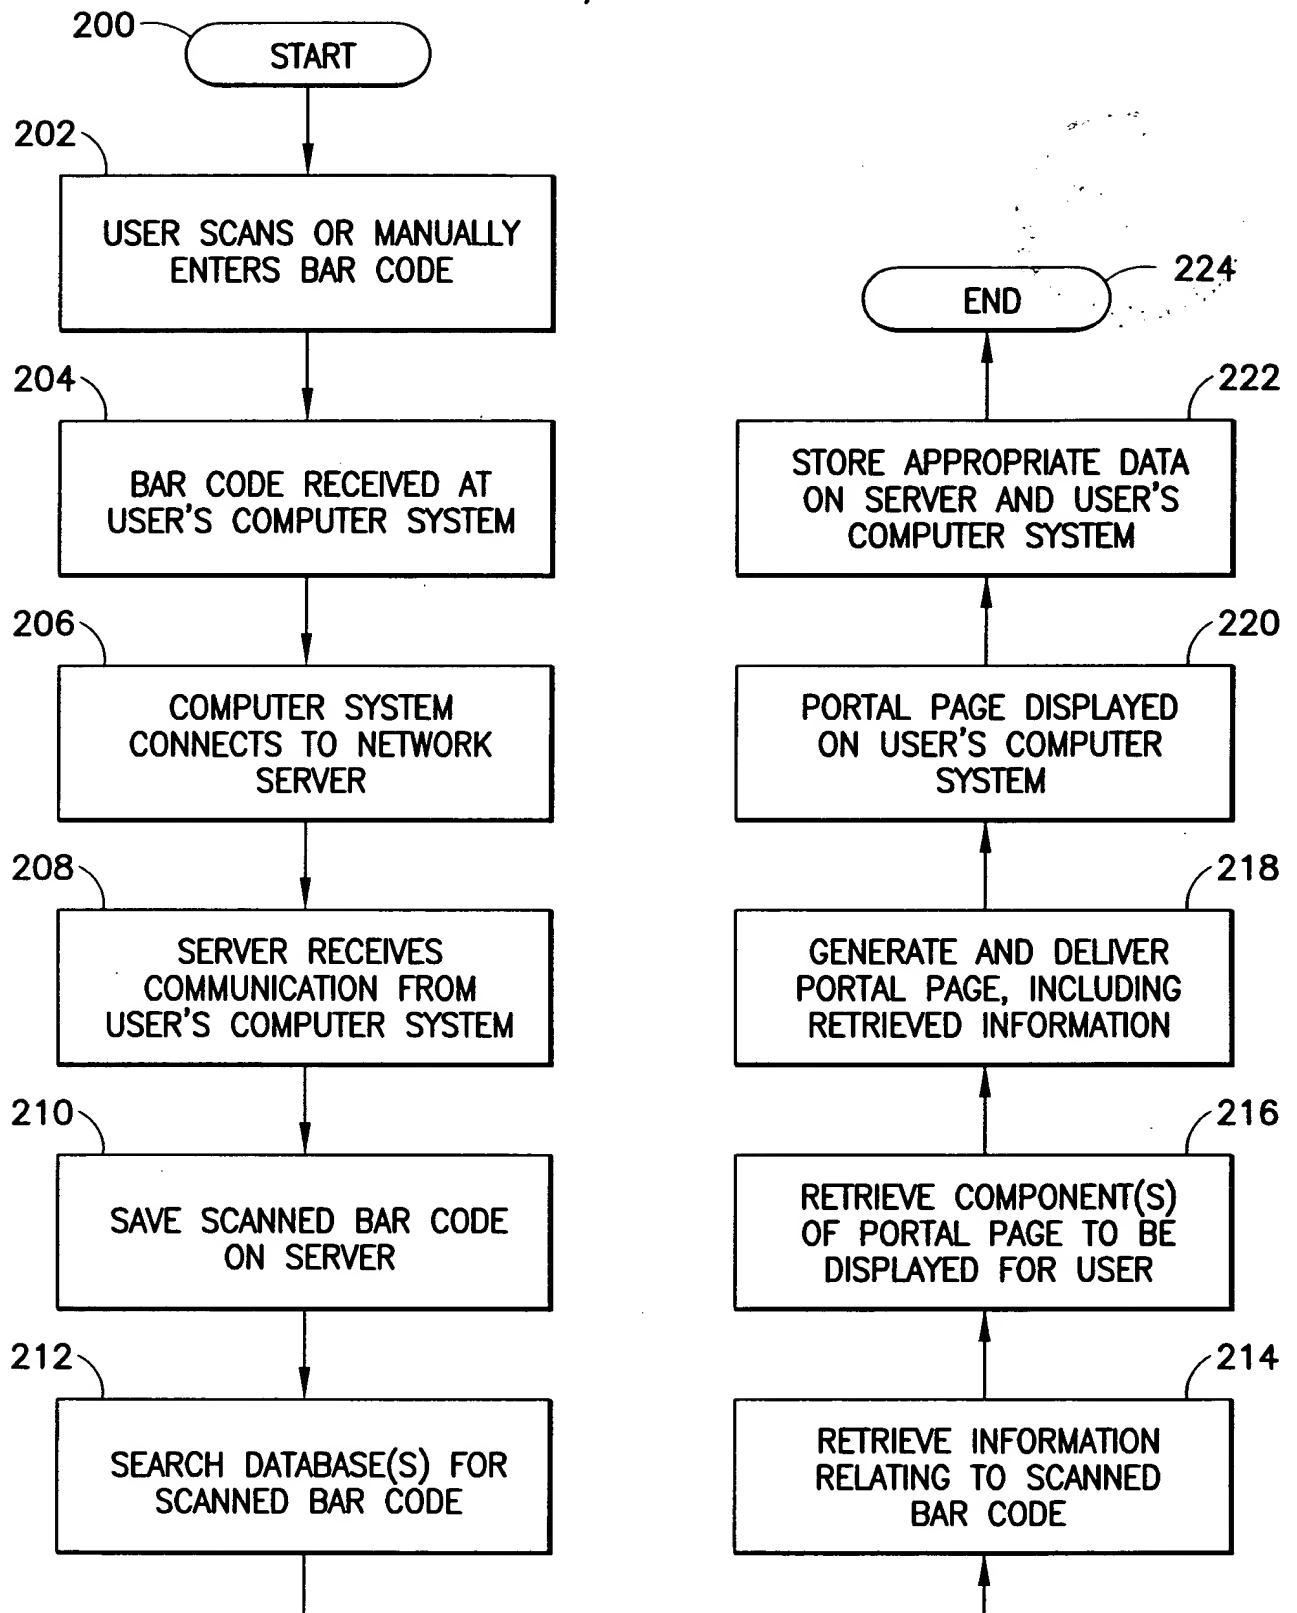 200
START
202
USER SCANS OR MANUALLY
ENTERS BAR CODE
204
BAR CODE RECEIVED AT
USER'S COMPUTER SYSTEM
206
COMPUTER SYSTEM
CONNECTS TO NETWORK
SERVER
208
SERVER RECEIVES
COMMUNICATION FROM
USER'S COMPUTER SYSTEM
210
SAVE SCANNED BAR CODE
ON SERVER
212
SEARCH DATABASE(S) FOR
SCANNED BAR CODE
224
END
222
STORE APPROPRIATE DATA
ON SERVER AND USER'S
COMPUTER SYSTEM
220
PORTAL PAGE DISPLAYED
ON USER'S COMPUTER
SYSTEM
218
GENERATE AND DELIVER
PORTAL PAGE, INCLUDING
RETRIEVED INFORMATION
216
RETRIEVE COMPONENT(S)
OF PORTAL PAGE TO BE
DISPLAYED FOR USER
214
RETRIEVE INFORMATION
RELATING TO SCANNED
BAR CODE